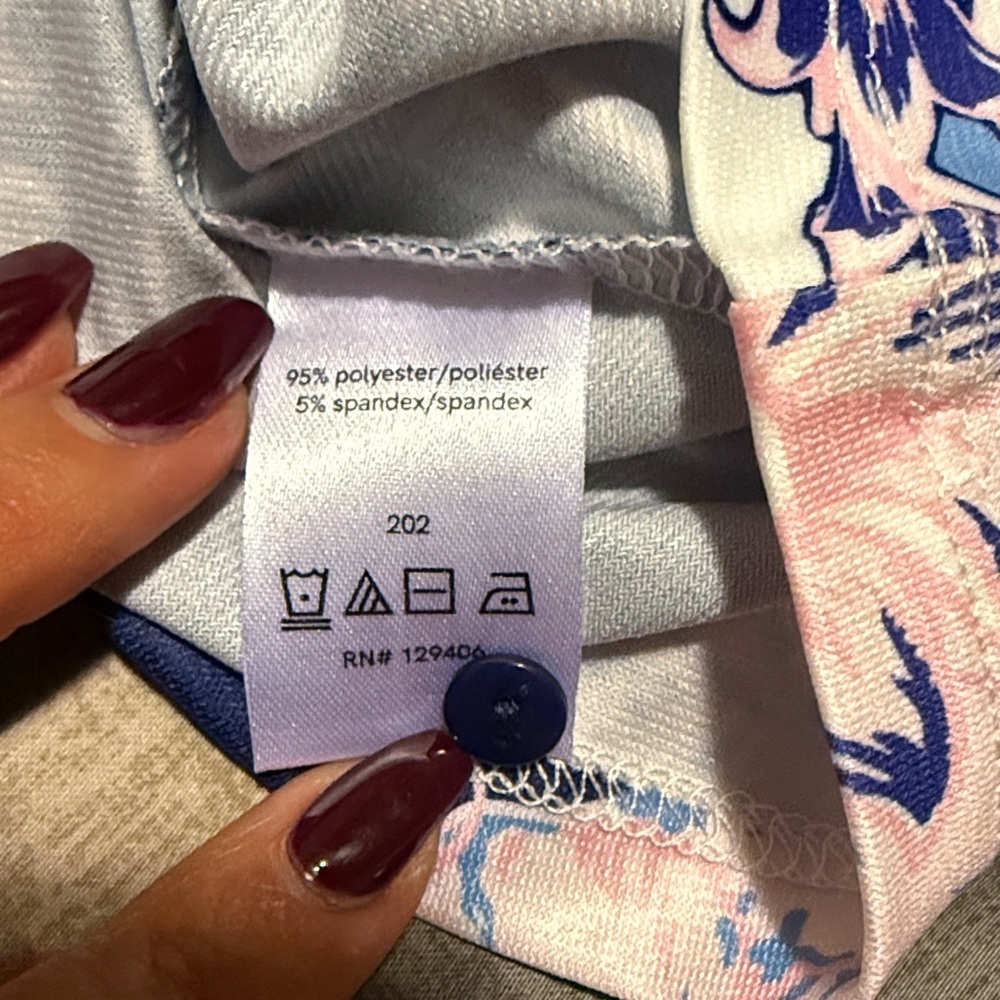 95% polyester/poliéster
5% spandex/spandex
202
RN# 129406